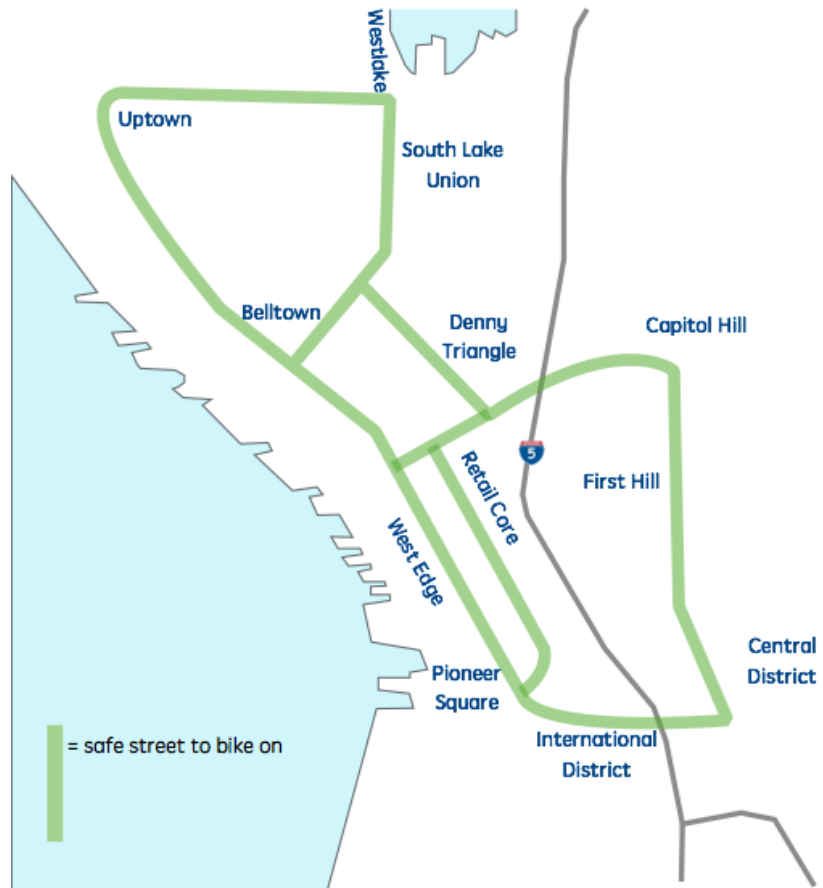 Westlake
Uptown
South Lake
Union
Belltown
Denny
Triangle
Capitol Hill
5
Retail Core
First Hill
West Edge
Pioneer
Square
Central
District
International
District
= safe street to bike on